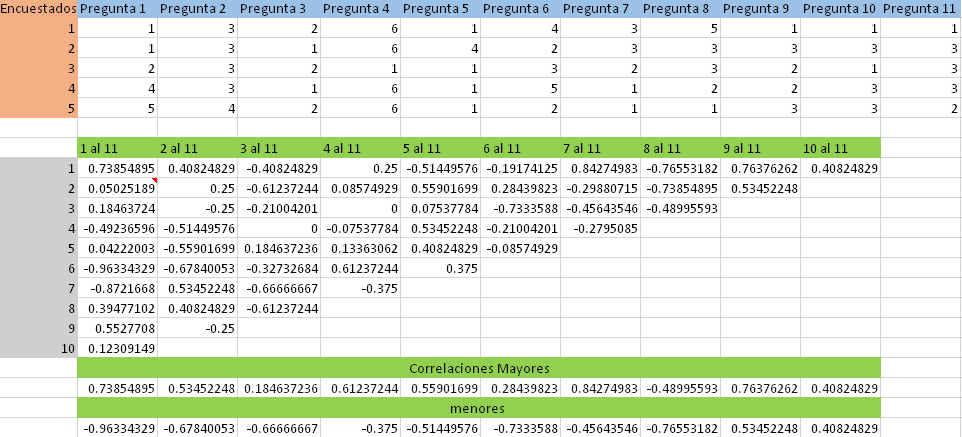 Encuestados Pregunta 1 Pregunta 2 Pregunta 3 Pregunta 4 Pregunta 5 Pregunta 6 Pregunta 7 Pregunta 8 Pregunta 9 Pregunta 10 Pregunta 11
1 1 3 2 6 1 4 3 5 1 1 1
2 1 3 1 6 4 2 3 3 3 3 3
3 2 3 2 1 1 3 2 3 2 1 3
4 4 3 1 6 1 5 1 2 2 3 3
5 5 4 2 6 1 2 1 1 3 3 2
1 al 11 2 al 11 3 al 11 4 al 11 5 al 11 6 al 11 7 al 11 8 al 11 9 al 11 10 al 11
1 0.73854895 0.40824829 -0.40824829 0.25 -0.51449576 -0.19174125 0.84274983 -0.76553182 0.76376262 0.40824829
2 0.05025189 0.25 -0.61237244 0.08574929 0.55901699 0.28439823 -0.29880715 -0.73854895 0.53452248
3 0.18463724 -0.25 -0.21004201 0 0.07537784 -0.7333588 -0.45643546 -0.48995593
4 -0.49236596 -0.51449576 0 -0.07537784 0.53452248 -0.21004201 -0.2795085
5 0.04222003 -0.55901699 0.184637236 0.13363062 0.40824829 -0.08574929
6 -0.96334329 -0.67840053 -0.32732684 0.61237244 0.375
7 -0.8721668 0.53452248 -0.66666667 -0.375
8 0.39477102 0.40824829 -0.61237244
9 0.5527708 -0.25
10 0.12309149
Correlaciones Mayores
0.73854895 0.53452248 0.184637236 0.61237244 0.55901699 0.28439823 0.84274983 -0.48995593 0.76376262 0.40824829
menores
-0.96334329 -0.67840053 -0.66666667 -0.375 -0.51449576 -0.7333588 -0.45643546 -0.76553182 0.53452248 0.40824829